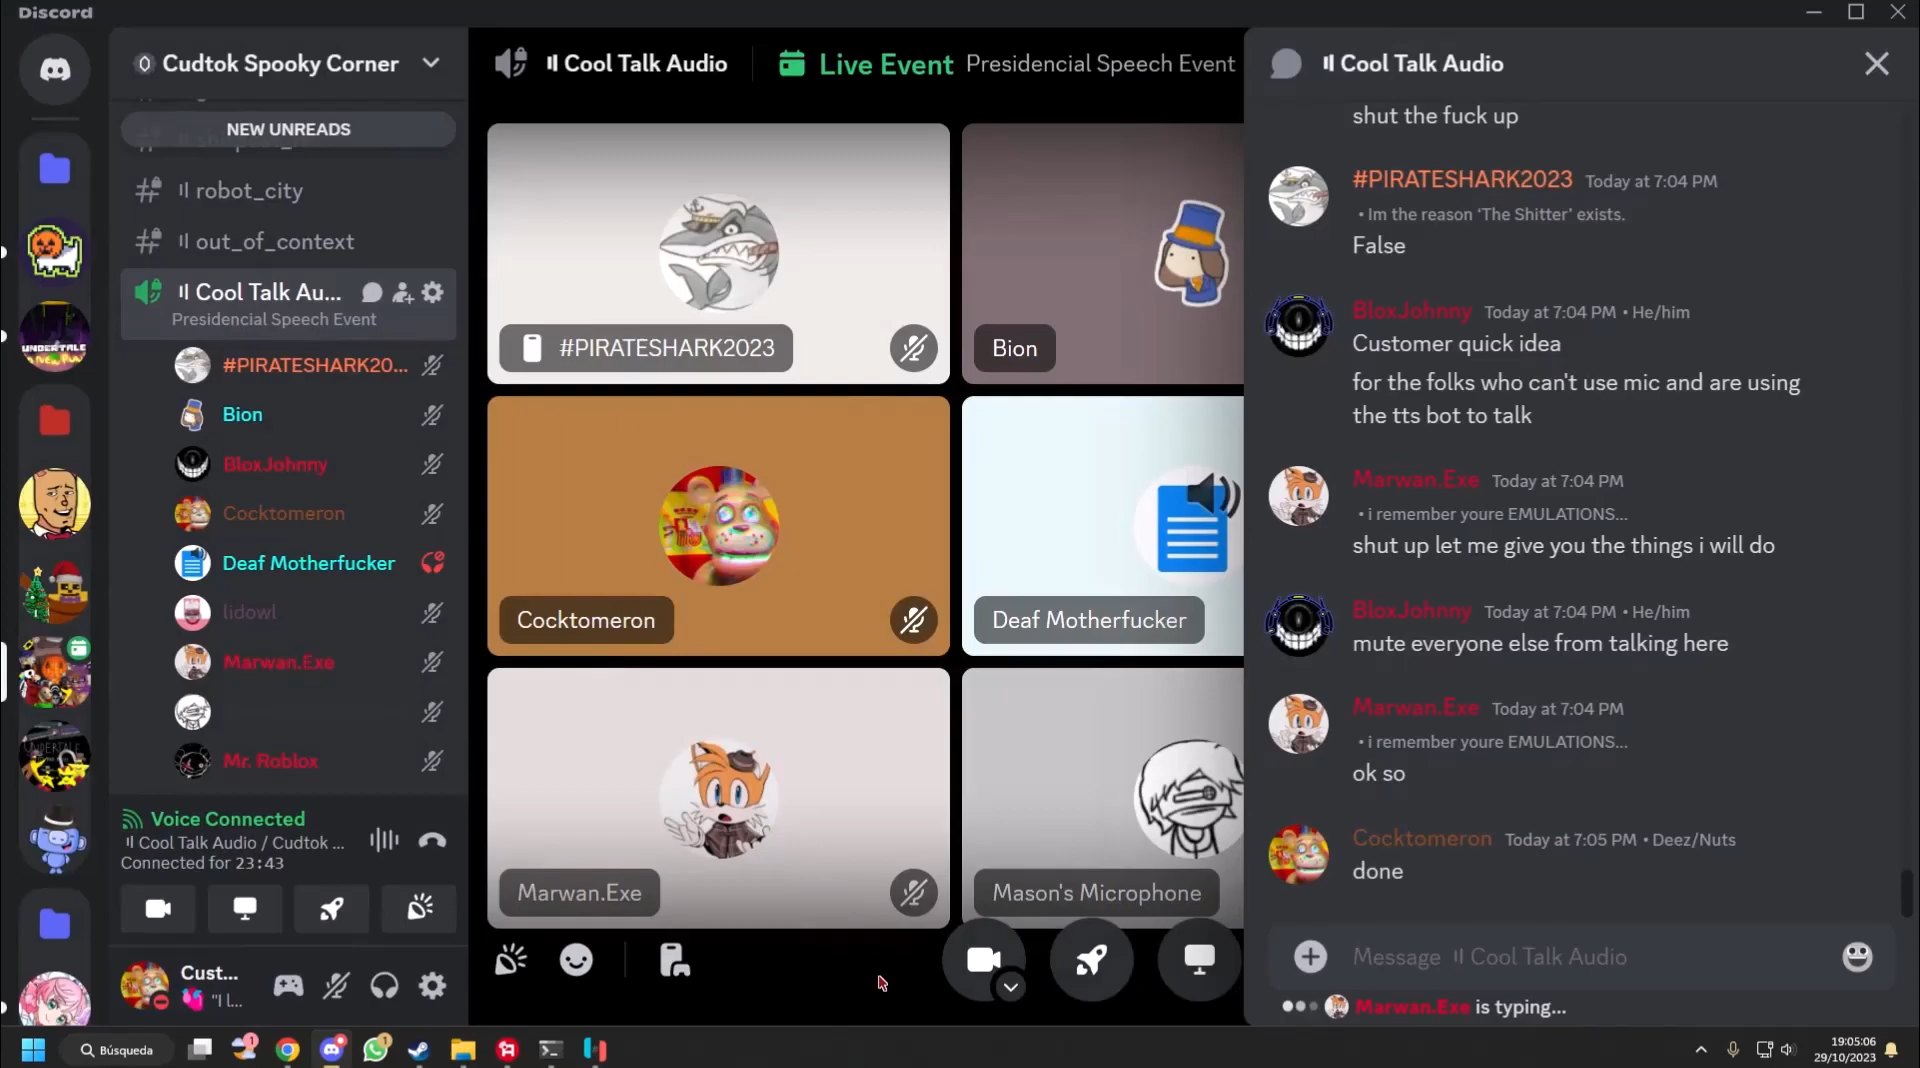 Discord
Cudtok Spooky Corner
NEW UNREADS
robot_city
out_of_context
Cool Talk Au...
Presidencial Speech Event
#PIRATESHARK20...
Bion
BloxJohnny
Cocktomeron
Deaf Motherfucker
lidowl
Marwan.Exe
Mr. Roblox
Voice Connected
Cool Talk Audio / Cudtok ...
Connected for 23:43
Cust...
"I l...
Cool Talk Audio
Live Event Presidencial Speech Event
#PIRATESHARK2023
Bion
Cocktomeron
Deaf Motherfucker
Marwan.Exe
Mason's Microphone
Cool Talk Audio
shut the fuck up
#PIRATESHARK2023 Today at 7:04 PM
• Im the reason 'The Shitter' exists.
False
BloxJohnny Today at 7:04 PM • He/him
Customer quick idea
for the folks who can't use mic and are using
the tts bot to talk
Marwan.Exe Today at 7:04 PM
• i remember youre EMULATIONS...
shut up let me give you the things i will do
BloxJohnny Today at 7:04 PM • He/him
mute everyone else from talking here
Marwan.Exe Today at 7:04 PM
• i remember youre EMULATIONS...
ok so
Cocktomeron Today at 7:05 PM • Deez/Nuts
done
Message Cool Talk Audio
Marwan.Exe is typing...
Búsqueda
1
1
19:05:06
29/10/2023
UNDERTALE